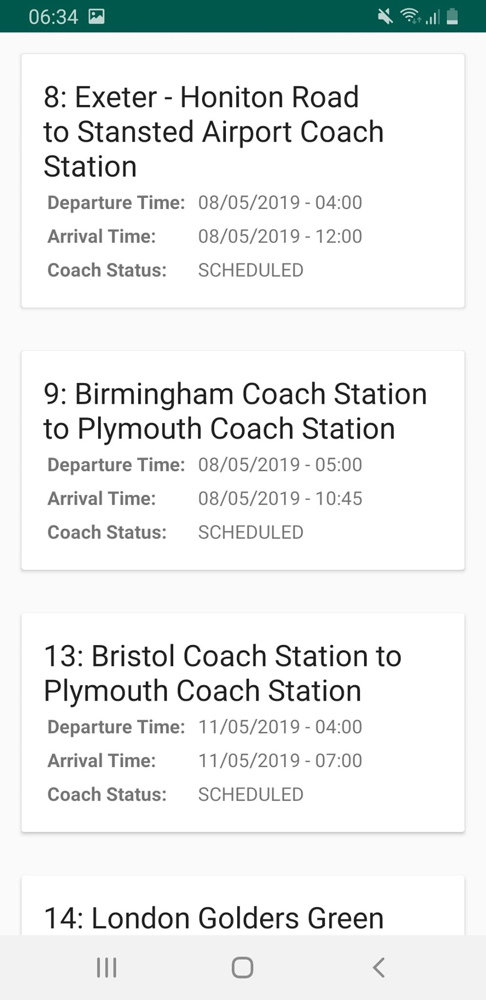 06:34
8: Exeter - Honiton Road
to Stansted Airport Coach
Station
Departure Time: 08/05/2019 - 04:00
Arrival Time: 08/05/2019 - 12:00
Coach Status: SCHEDULED
9: Birmingham Coach Station
to Plymouth Coach Station
Departure Time: 08/05/2019 - 05:00
Arrival Time: 08/05/2019 - 10:45
Coach Status: SCHEDULED
13: Bristol Coach Station to
Plymouth Coach Station
Departure Time: 11/05/2019 - 04:00
Arrival Time: 11/05/2019 - 07:00
Coach Status: SCHEDULED
14: London Golders Green